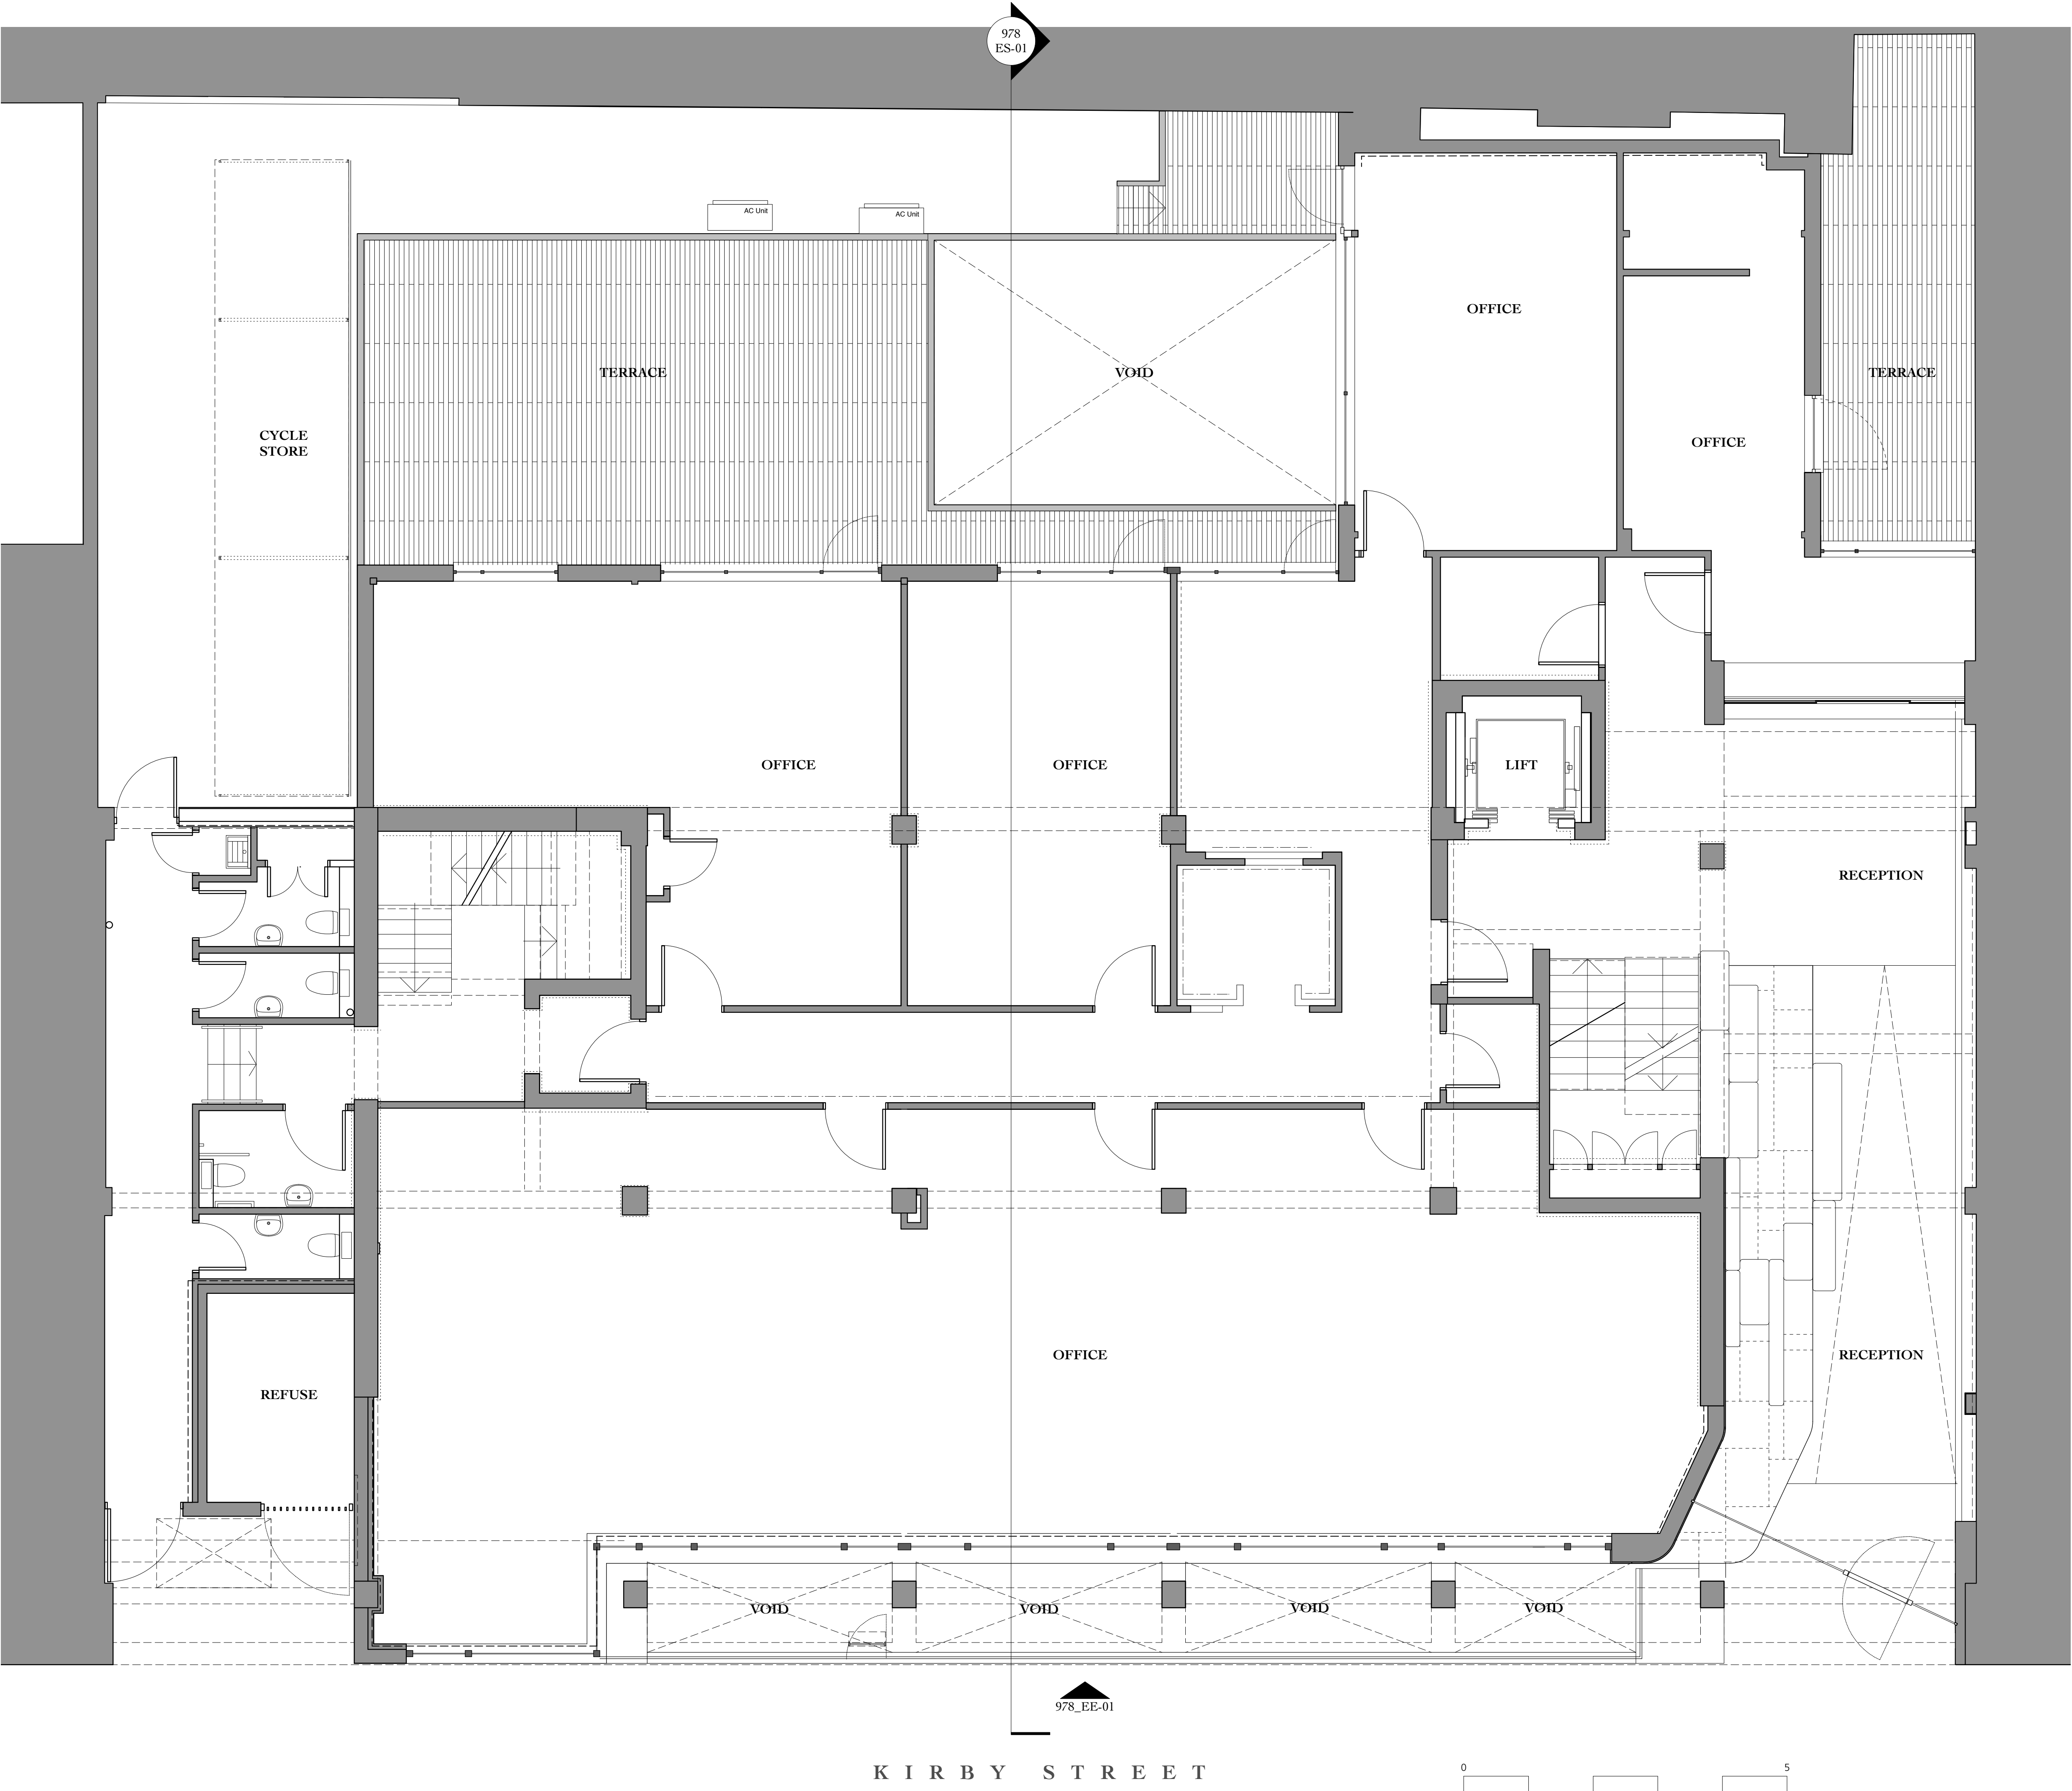 978
ES-01
AC Unit
AC Unit
OFFICE
TERRACE
VOID
TERRACE
CYCLE
STORE
OFFICE
OFFICE
OFFICE
LIFT
RECEPTION
OFFICE
RECEPTION
REFUSE
VOID
VOID
VOID
VOID
978_EE-01
KIRBY STREET
0
5